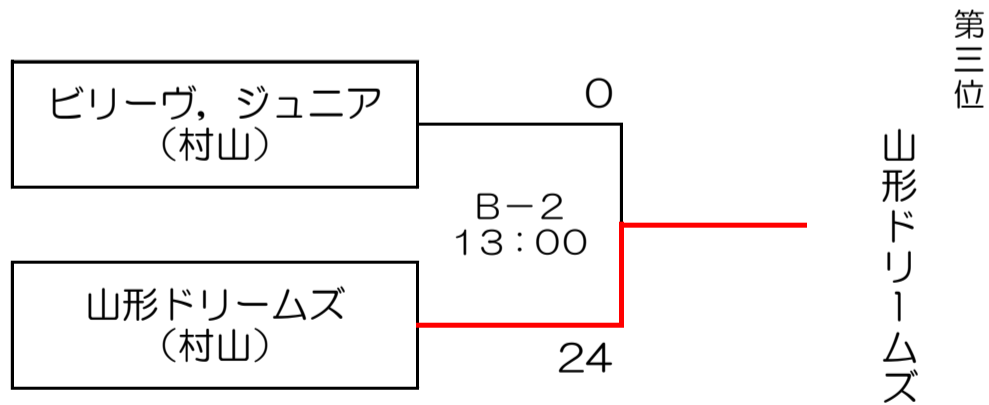 第三位
ビリーヴ，ジュニア
（村山）
0
B－2
13：00
山形ドリームズ
（村山）
24
山形ドリームズ